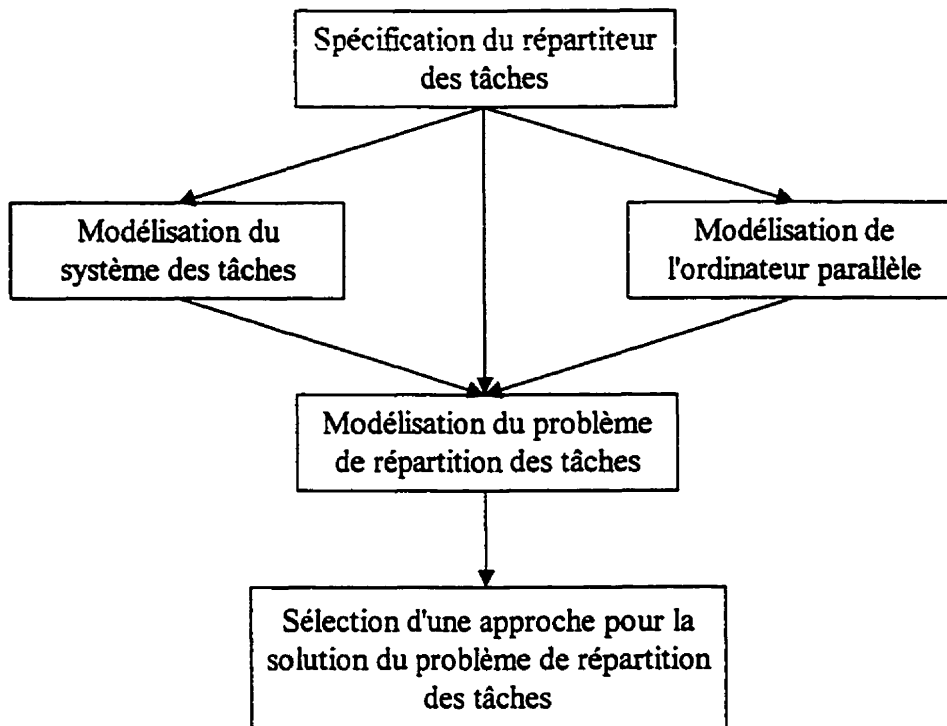 Spécification du répartiteur
des tâches
Modélisation du
système des tâches
Modélisation de
l'ordinateur parallèle
Modélisation du problème
de répartition des tâches
Sélection d'une approche pour la
solution du problème de répartition
des tâches